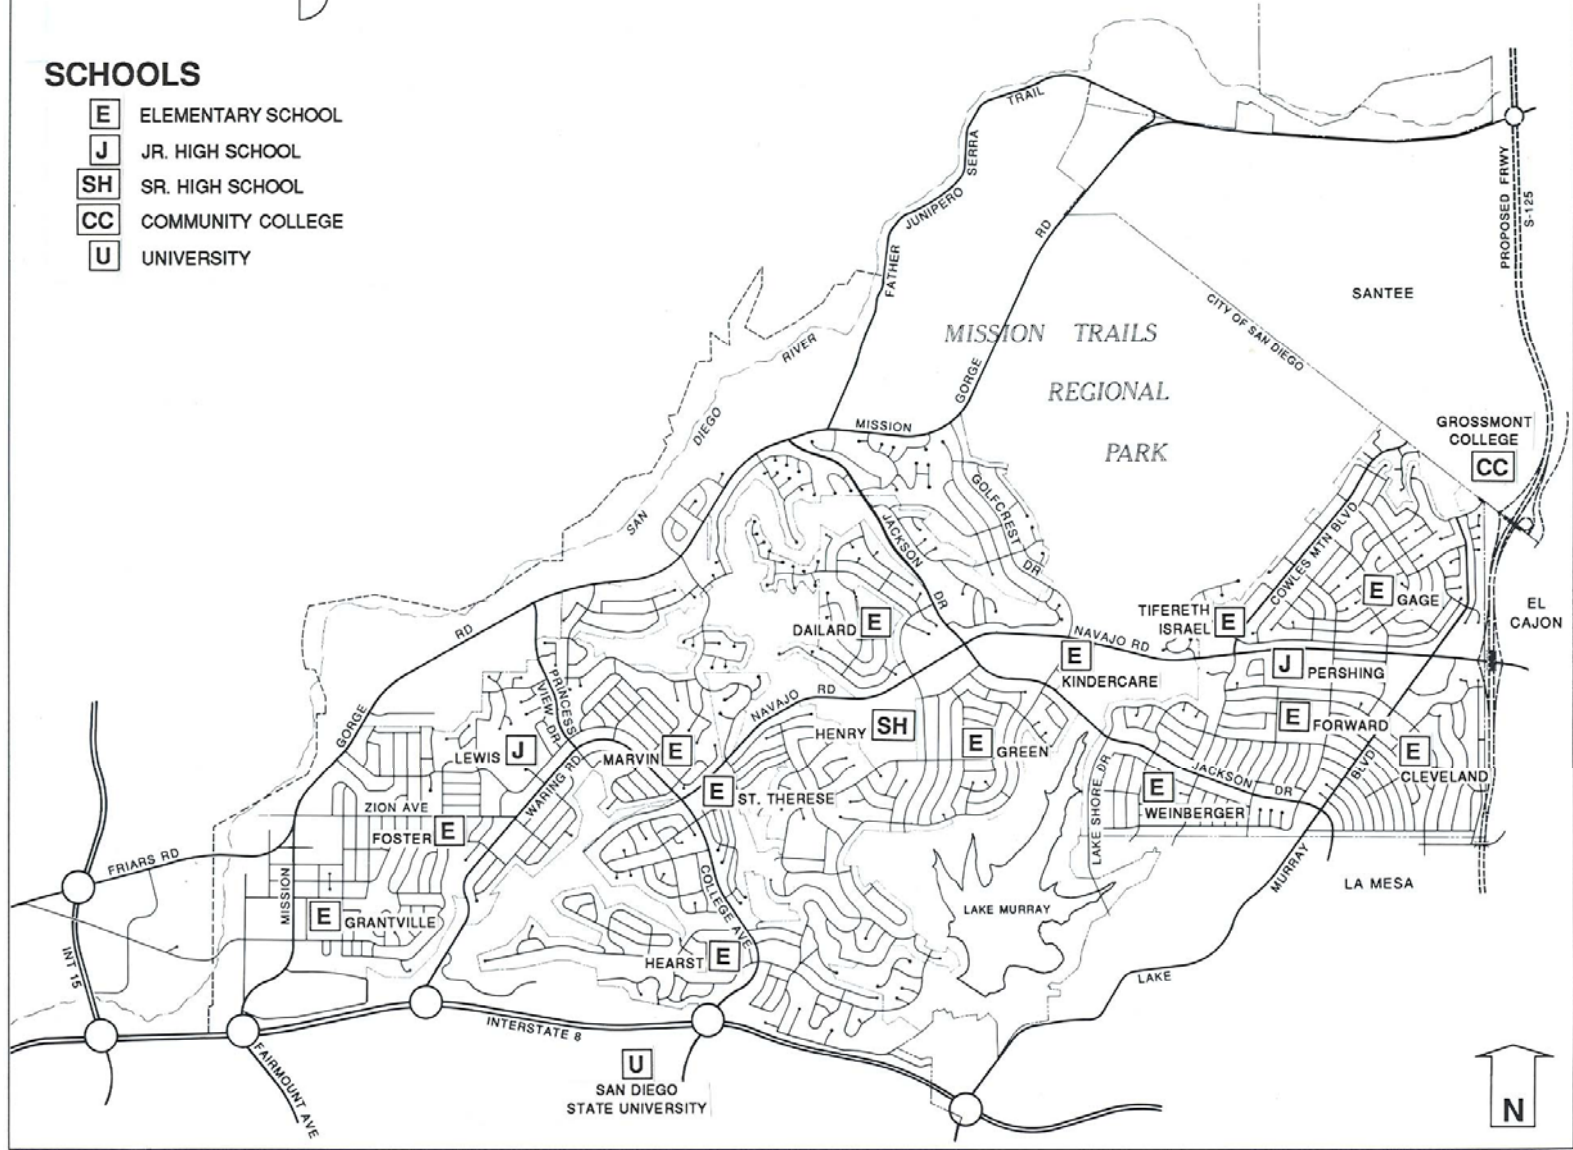 SCHOOLS
E ELEMENTARY SCHOOL
J JR. HIGH SCHOOL
SH SR. HIGH SCHOOL
CC COMMUNITY COLLEGE
U UNIVERSITY
TRAIL
SERRA
JUNIPERO
FATHER
RD
GORGE
MISSION
PROPOSED FRWY
S-125
SANTEE
CITY OF SAN DIEGO
MISSION TRAILS
REGIONAL
PARK
RIVER
DIEGO
SAN
GROSSMONT
COLLEGE
CC
GOLFCREST
DR
JACKSON
DR
COWLES MTN BLVD
E GAGE
TIFERETH
ISRAEL E
EL
CAJON
DAILARD E
NAVAJO RD
E
KINDERCARE
J PERSHING
RD
GORGE
PRINCESS
VIEW DR
NAVAJO RD
HENRY SH
E GREEN
E FORWARD
E
CLEVELAND
BLVD
LEWIS J
MARVIN E
WARING RD
E ST. THERESE
JACKSON DR
E
WEINBERGER
LAKE SHORE DR
ZION AVE
FOSTER E
FRIARS RD
MISSION
E GRANTVILLE
COLLEGE AVE
HEARST E
LAKE MURRAY
MURRAY
LA MESA
LAKE
INT 15
INTERSTATE 8
FAIRMOUNT AVE
U
SAN DIEGO
STATE UNIVERSITY
N